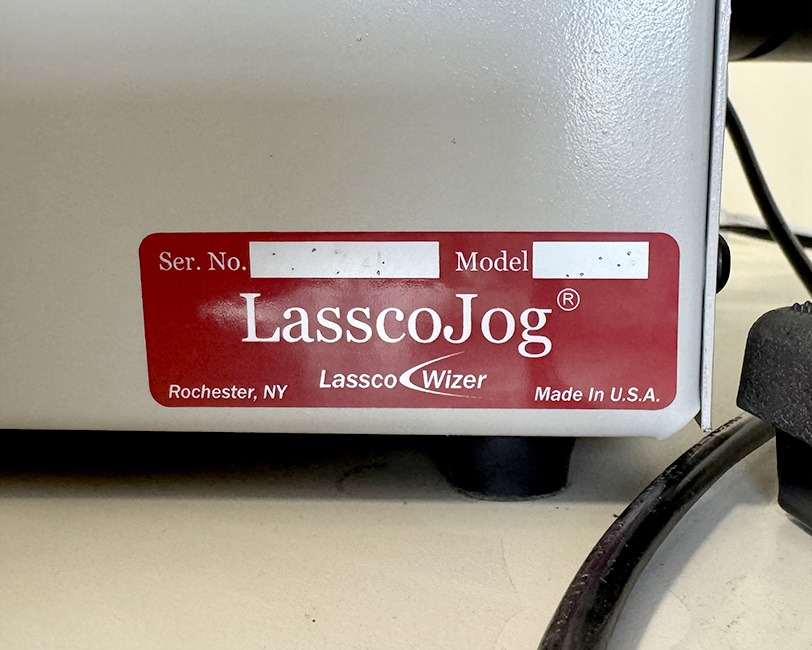 Ser. No. Model
LasscoJog®
Lassco Wizer
Rochester, NY Made In U.S.A.